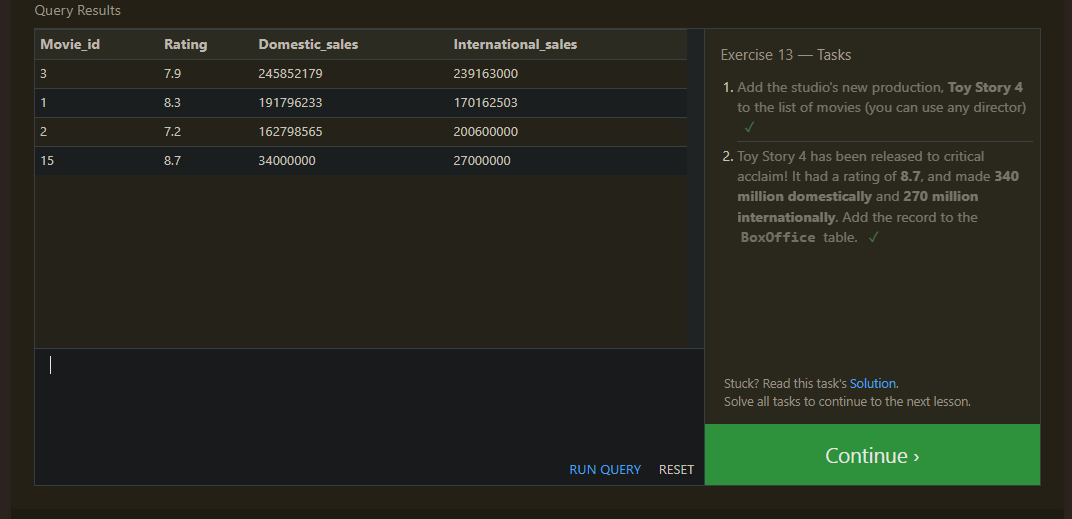 Query Results
Movie_id Rating Domestic_sales International_sales
3 7.9 245852179 239163000
1 8.3 191796233 170162503
2 7.2 162798565 200600000
15 8.7 34000000 27000000
RUN QUERY RESET
Exercise 13 — Tasks
1. Add the studio's new production, Toy Story 4
to the list of movies (you can use any director)
✓
2. Toy Story 4 has been released to critical
acclaim! It had a rating of 8.7, and made 340
million domestically and 270 million
internationally. Add the record to the
BoxOffice table. ✓
Stuck? Read this task's Solution.
Solve all tasks to continue to the next lesson.
Continue ›